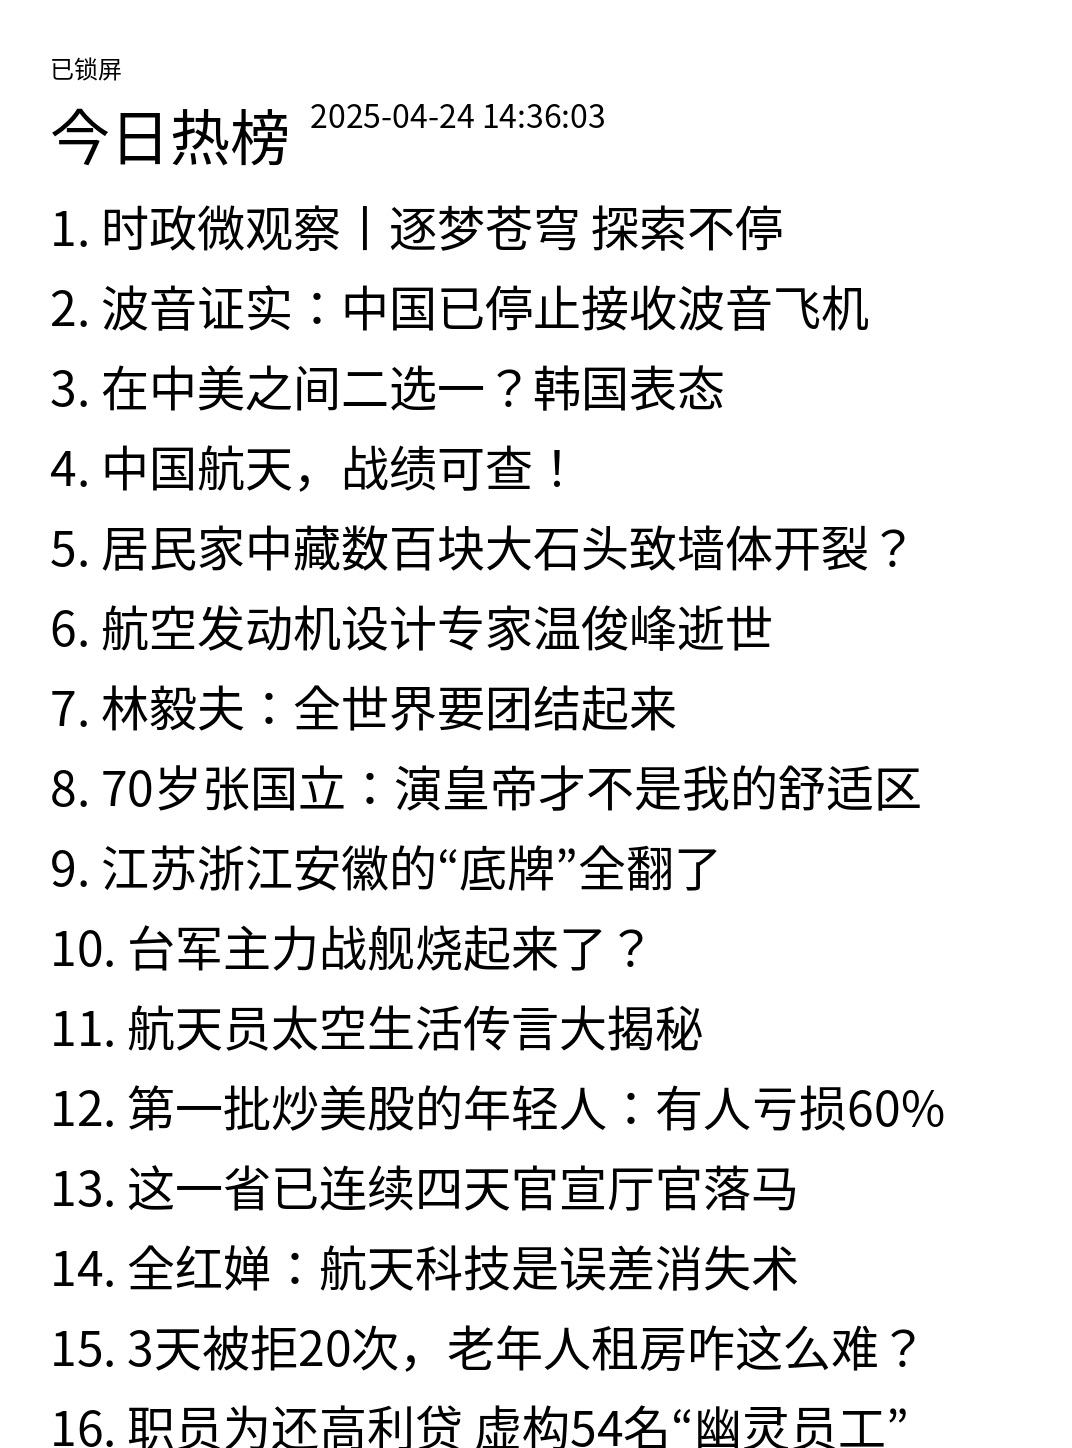 已锁屏
今日热榜 2025-04-24 14:36:03
1. 时政微观察丨逐梦苍穹 探索不停
2. 波音证实：中国已停止接收波音飞机
3. 在中美之间二选一？韩国表态
4. 中国航天，战绩可查！
5. 居民家中藏数百块大石头致墙体开裂？
6. 航空发动机设计专家温俊峰逝世
7. 林毅夫：全世界要团结起来
8. 70岁张国立：演皇帝才不是我的舒适区
9. 江苏浙江安徽的“底牌”全翻了
10. 台军主力战舰烧起来了？
11. 航天员太空生活传言大揭秘
12. 第一批炒美股的年轻人：有人亏损60%
13. 这一省已连续四天官宣厅官落马
14. 全红婵：航天科技是误差消失术
15. 3天被拒20次，老年人租房咋这么难？
16. 职员为还高利贷 虚构54名“幽灵员工”